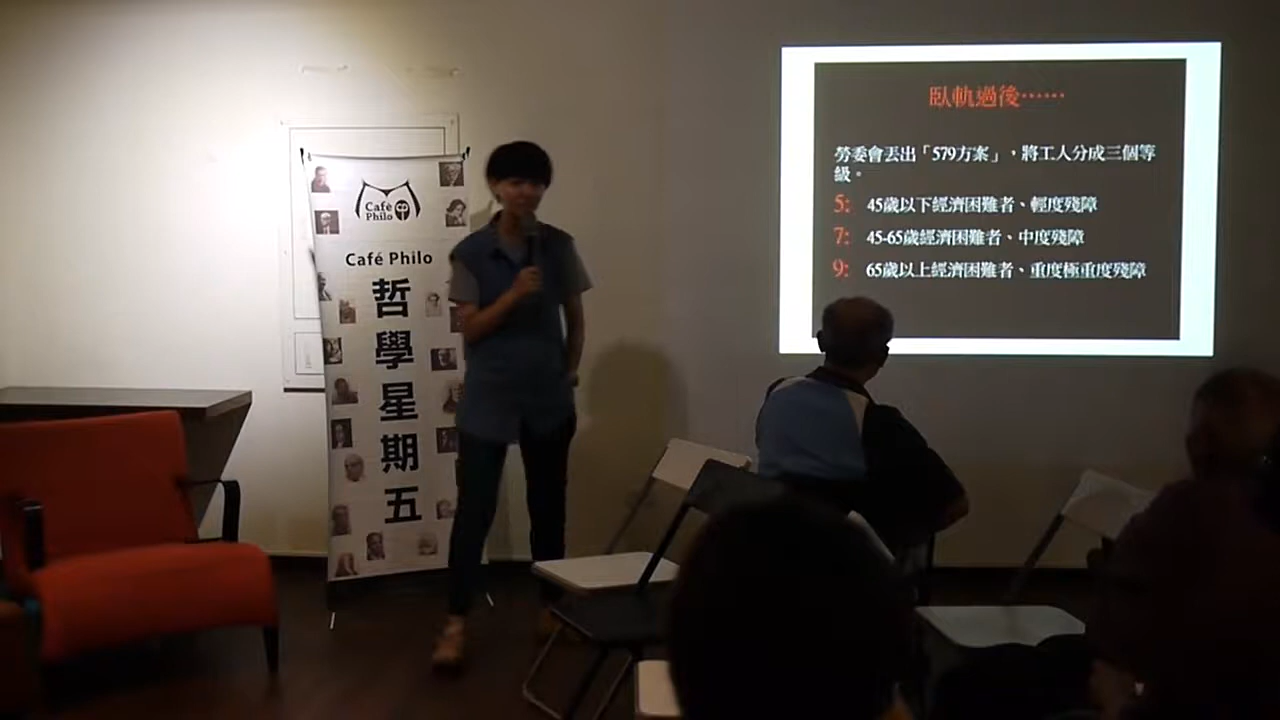 Café
Philo
Café Philo
哲學星期五
臥軌過後⋯⋯
勞委會丟出「579方案」，將工人分成三個等
級。
5: 45歲以下經濟困難者、輕度殘障
7: 45-65歲經濟困難者、中度殘障
9: 65歲以上經濟困難者、重度極重度殘障